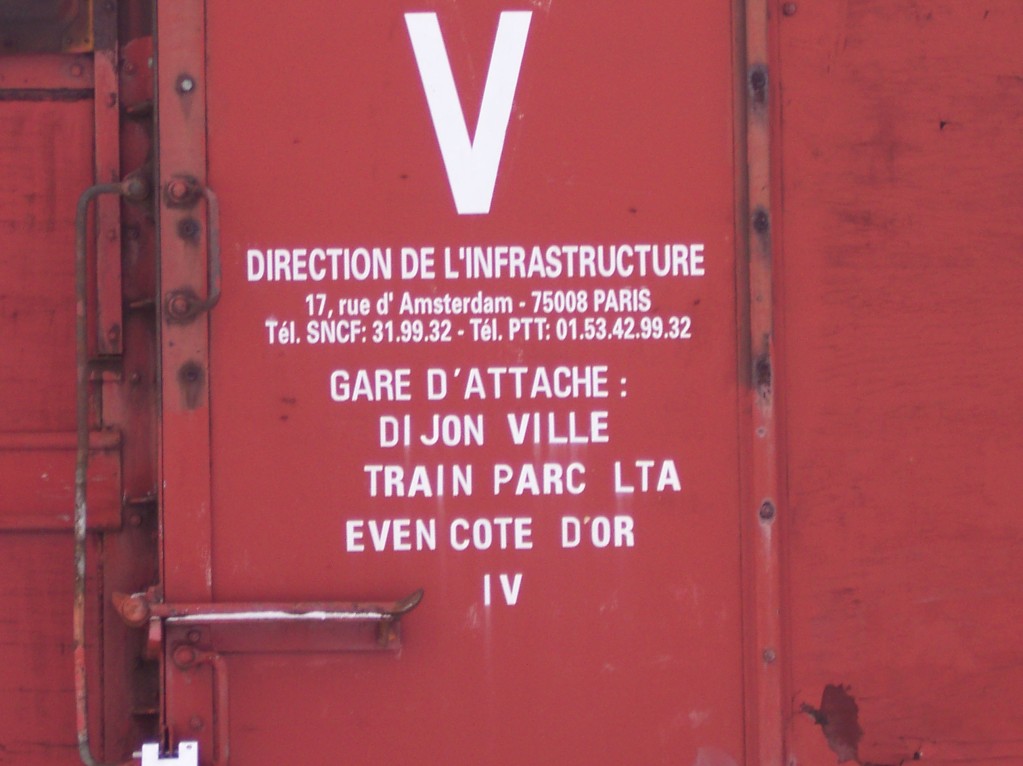 V
DIRECTION DE L'INFRASTRUCTURE
17, rue d' Amsterdam - 75008 PARIS
Tél. SNCF: 31.99.32 - Tél. PTT: 01.53.42.99.32
GARE D'ATTACHE :
DIJON VILLE
TRAIN PARC LTA
EVEN COTE D'OR
IV